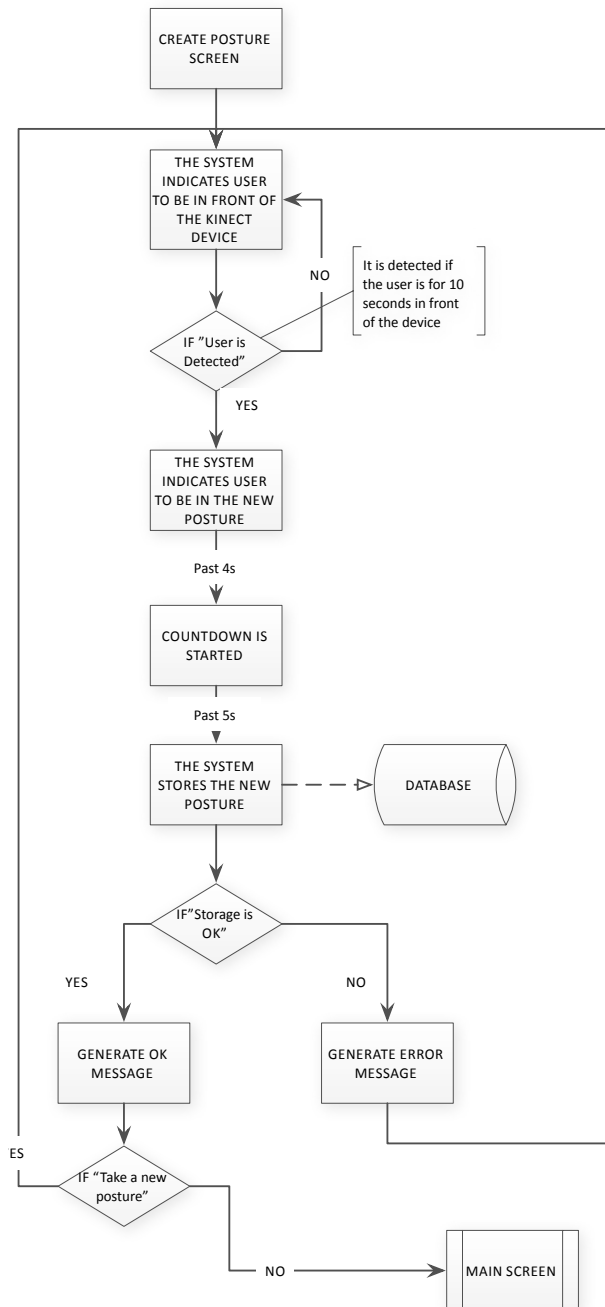 CREATE POSTURE
SCREEN
THE SYSTEM
INDICATES USER
TO BE IN FRONT OF
THE KINECT
DEVICE
NO
It is detected if
the user is for 10
seconds in front
of the device
IF ”User is
Detected”
YES
THE SYSTEM
INDICATES USER
TO BE IN THE NEW
POSTURE
Past 4s
COUNTDOWN IS
STARTED
Past 5s
THE SYSTEM
STORES THE NEW
POSTURE
DATABASE
IF”Storage is
OK”
YES
NO
GENERATE OK
MESSAGE
GENERATE ERROR
MESSAGE
ES
IF “Take a new
posture”
NO
MAIN SCREEN